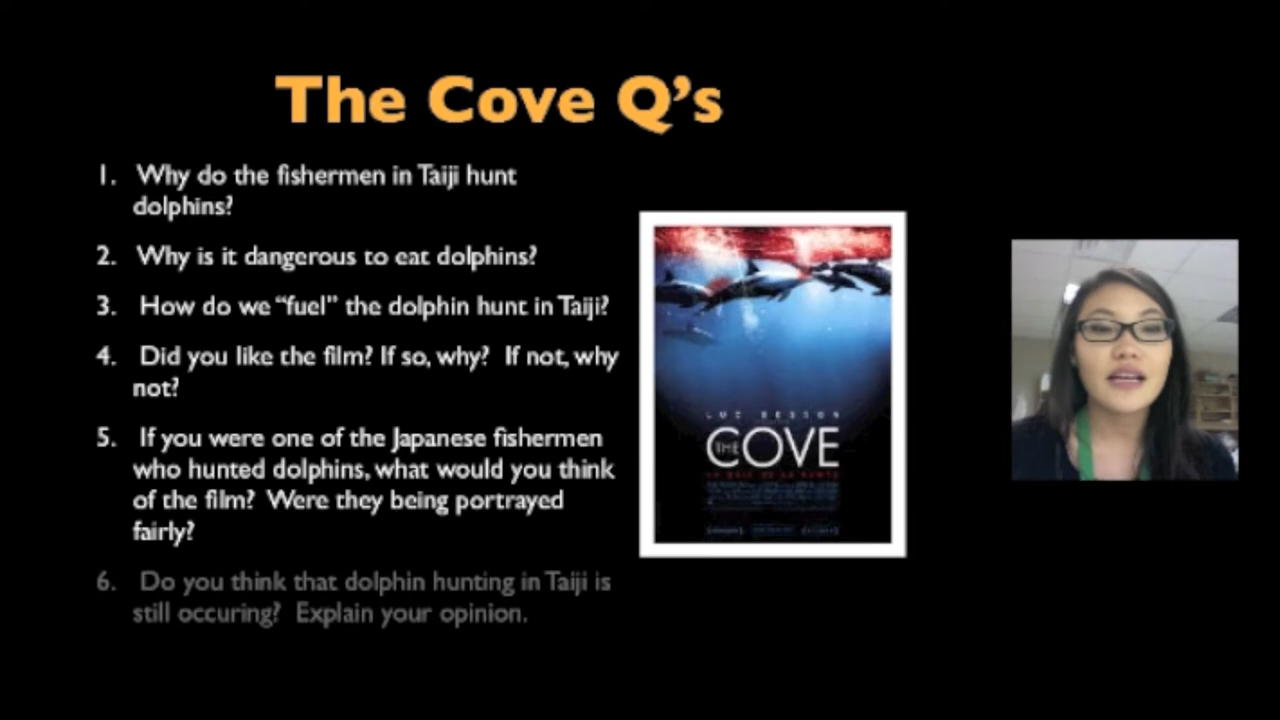 The Cove Q's
1. Why do the fishermen in Taiji hunt
dolphins?
2. Why is it dangerous to eat dolphins?
3. How do we "fuel" the dolphin hunt in Taiji?
4. Did you like the film? If so, why? If not, why
not?
5. If you were one of the Japanese fishermen
who hunted dolphins, what would you think
of the film? Were they being portrayed
fairly?
6. Do you think that dolphin hunting in Taiji is
still occuring? Explain your opinion.
LUC BESSON
THE COVE